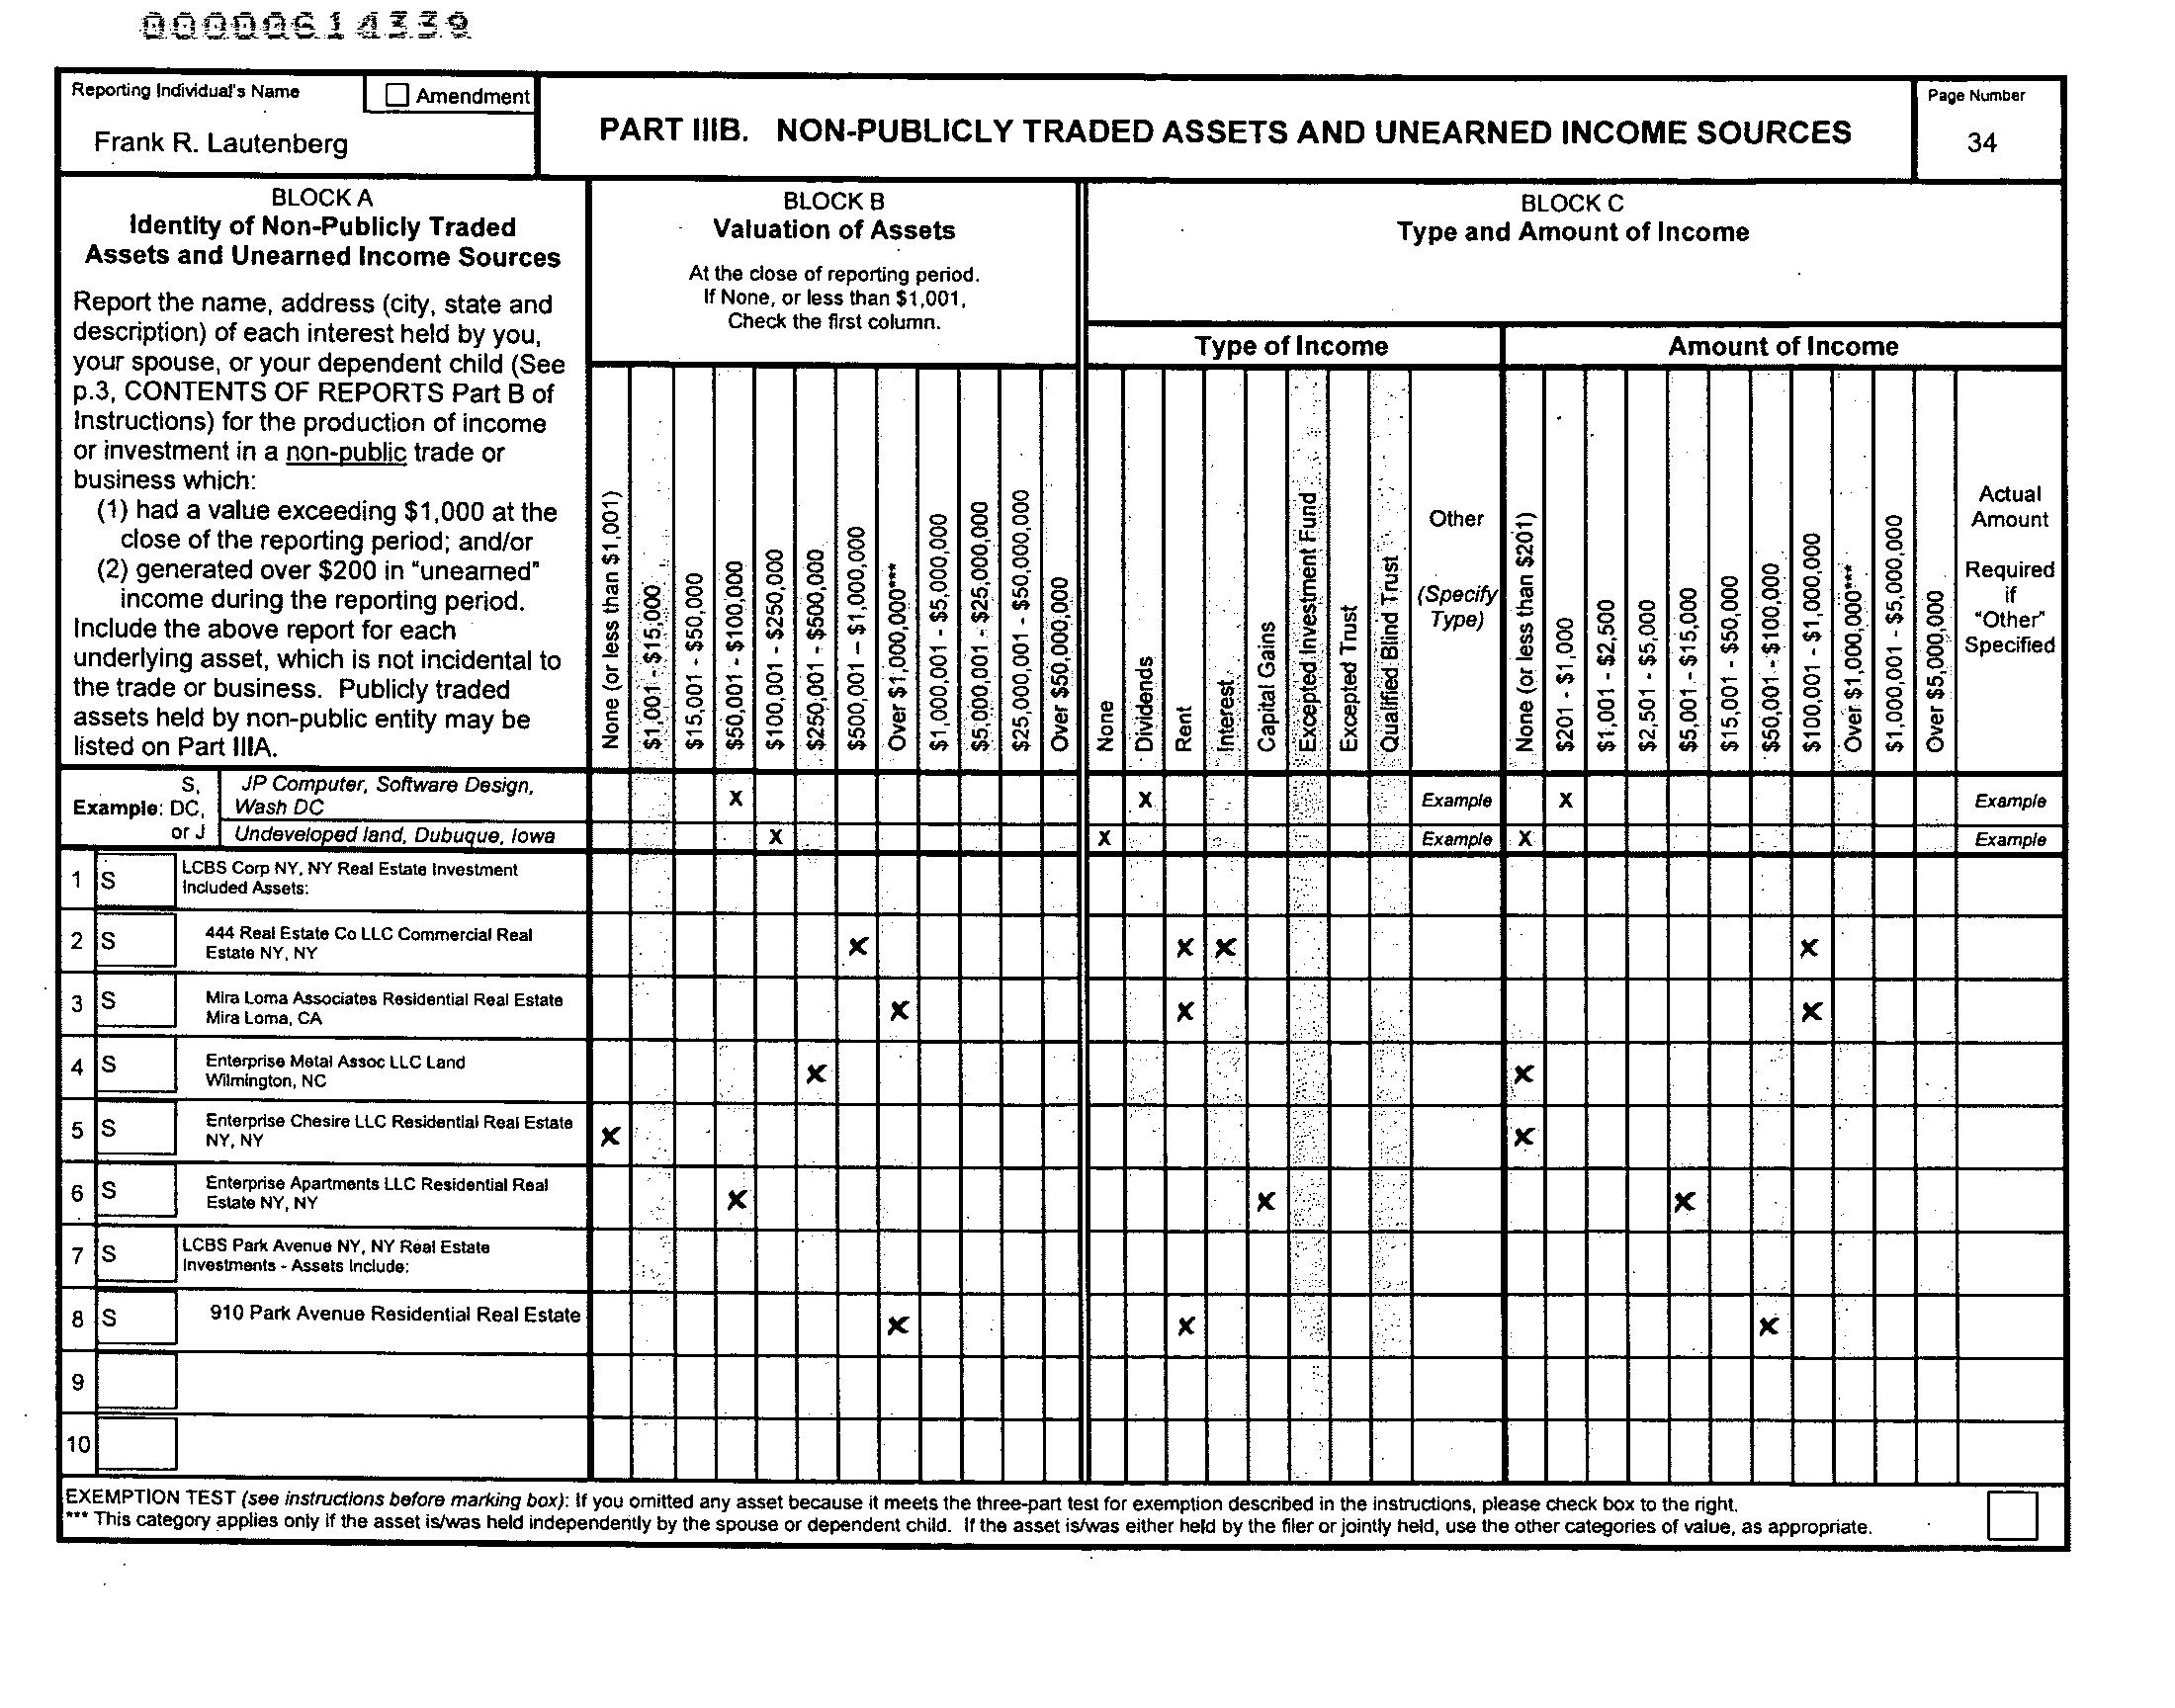 00000614339
Reporting Individual's Name
Amendment
Frank R. Lautenberg
PART IIIB. NON-PUBLICLY TRADED ASSETS AND UNEARNED INCOME SOURCES
Page Number
34
BLOCK A
Identity of Non-Publicly Traded
Assets and Unearned Income Sources
Report the name, address (city, state and
description) of each interest held by you,
your spouse, or your dependent child (See
p.3, CONTENTS OF REPORTS Part B of
Instructions) for the production of income
or investment in a non-public trade or
business which:
(1) had a value exceeding $1,000 at the
close of the reporting period; and/or
(2) generated over $200 in "unearned"
income during the reporting period.
Include the above report for each
underlying asset, which is not incidental to
the trade or business. Publicly traded
assets held by non-public entity may be
listed on Part IIIA.
BLOCK B
Valuation of Assets
At the close of reporting period.
If None, or less than $1,001,
Check the first column.
None (or less than $1,001)
$1,001 - $15,000
$15,001 - $50,000
$50,001 - $100,000
$100,001 - $250,000
$250,001 - $500,000
$500,001 – $1,000,000
Over $1,000,000***
$1,000,001 - $5,000,000
$5,000,001 - $25,000,000
$25,000,001 - $50,000,000
Over $50,000,000
BLOCK C
Type and Amount of Income
Type of Income
None
Dividends
Rent
Interest
Capital Gains
Excepted Investment Fund
Excepted Trust
Qualified Blind Trust
Other
(Specify
Type)
Amount of Income
None (or less than $201)
$201 - $1,000
$1,001 - $2,500
$2,501 - $5,000
$5,001 - $15,000
$15,001 - $50,000
$50,001 - $100,000
$100,001 - $1,000,000
Over $1,000,000***
$1,000,001 - $5,000,000
Over $5,000,000
Actual
Amount
Required
if
"Other"
Specified
Example: S, DC, or J
JP Computer, Software Design,
Wash DC X X Example X Example
Undeveloped land, Dubuque, Iowa X X Example X Example
1 S LCBS Corp NY, NY Real Estate Investment
Included Assets:
2 S 444 Real Estate Co LLC Commercial Real
Estate NY, NY X X X X
3 S Mira Loma Associates Residential Real Estate
Mira Loma, CA X X X
4 S Enterprise Metal Assoc LLC Land
Wilmington, NC X X
5 S Enterprise Chesire LLC Residential Real Estate
NY, NY X X
6 S Enterprise Apartments LLC Residential Real
Estate NY, NY X X X
7 S LCBS Park Avenue NY, NY Real Estate
Investments - Assets Include:
8 S 910 Park Avenue Residential Real Estate X X X
9
10
EXEMPTION TEST (see instructions before marking box): If you omitted any asset because it meets the three-part test for exemption described in the instructions, please check box to the right.
*** This category applies only if the asset is/was held independently by the spouse or dependent child. If the asset is/was either held by the filer or jointly held, use the other categories of value, as appropriate.